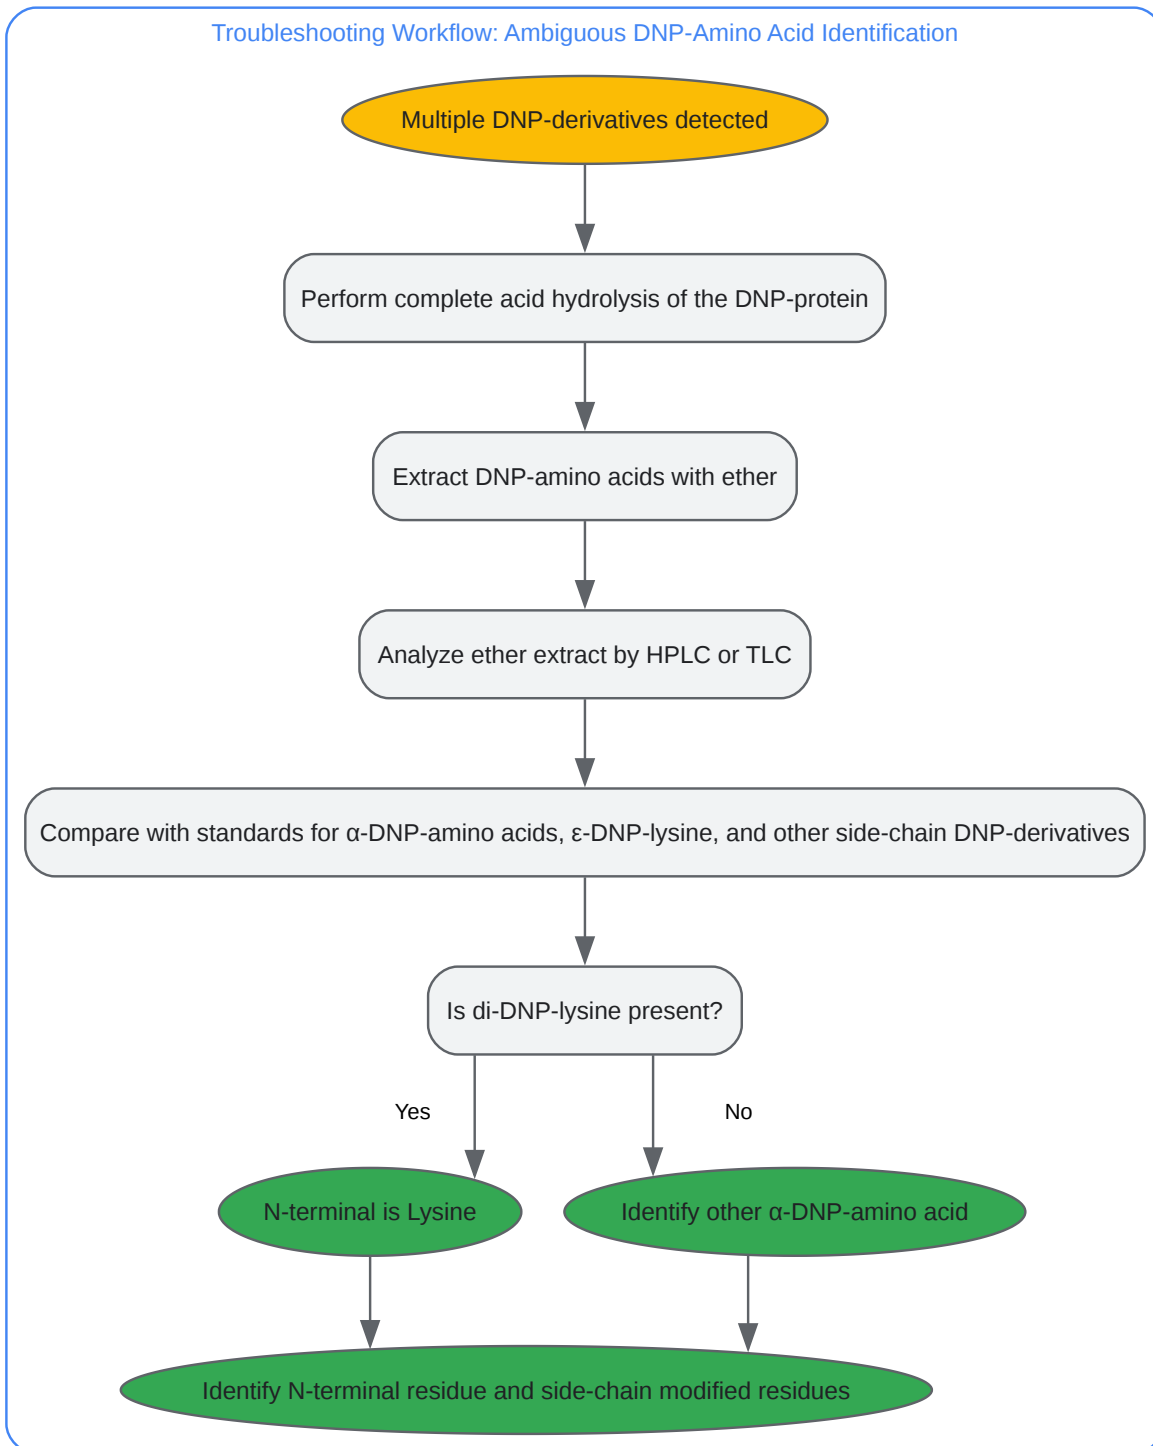 Troubleshooting Workflow: Ambiguous DNP-Amino Acid Identification
Multiple DNP-derivatives detected
Perform complete acid hydrolysis of the DNP-protein
Extract DNP-amino acids with ether
Analyze ether extract by HPLC or TLC
Compare with standards for α-DNP-amino acids, ε-DNP-lysine, and other side-chain DNP-derivatives
Is di-DNP-lysine present?
Yes
No
N-terminal is Lysine
Identify other α-DNP-amino acid
Identify N-terminal residue and side-chain modified residues